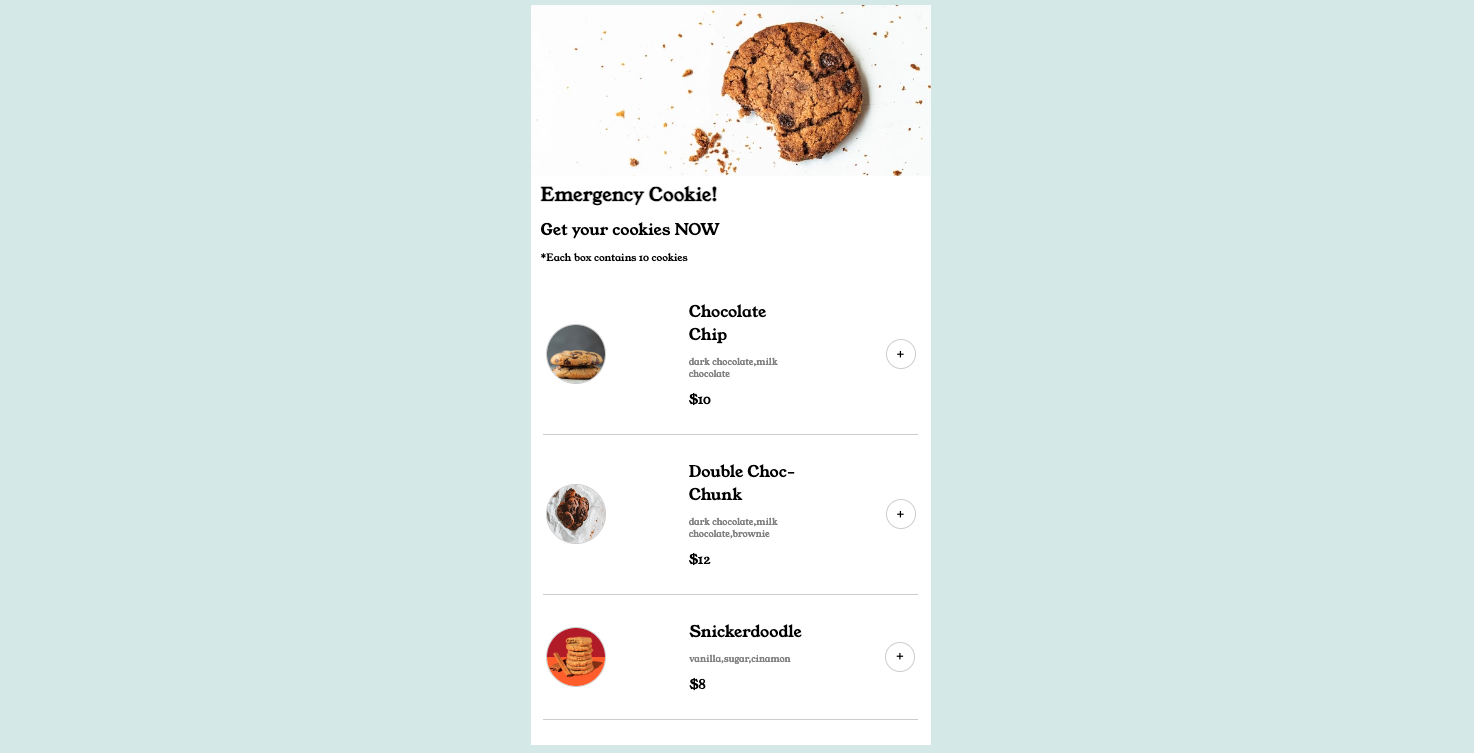 Emergency Cookie!
Get your cookies NOW
*Each box contains 10 cookies
Chocolate
Chip
dark chocolate,milk
chocolate
$10
+
Double Choc-
Chunk
dark chocolate,milk
chocolate,brownie
$12
+
Snickerdoodle
vanilla,sugar,cinamon
$8
+